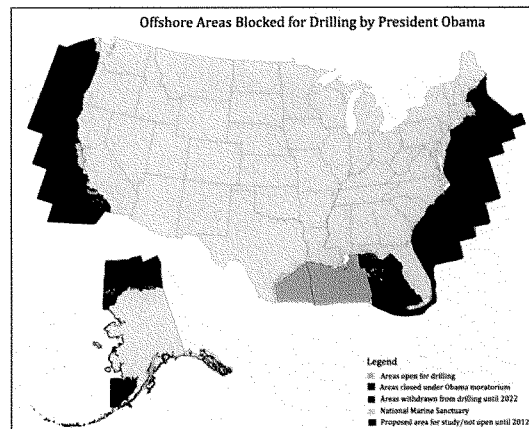 Offshore Areas Blocked for Drilling by President Obama
Legend
Areas open for drilling
Areas closed under Obama moratorium
Areas withdrawn from drilling until 2022
National Marine Sanctuary
Proposed area for study/not open until 2012